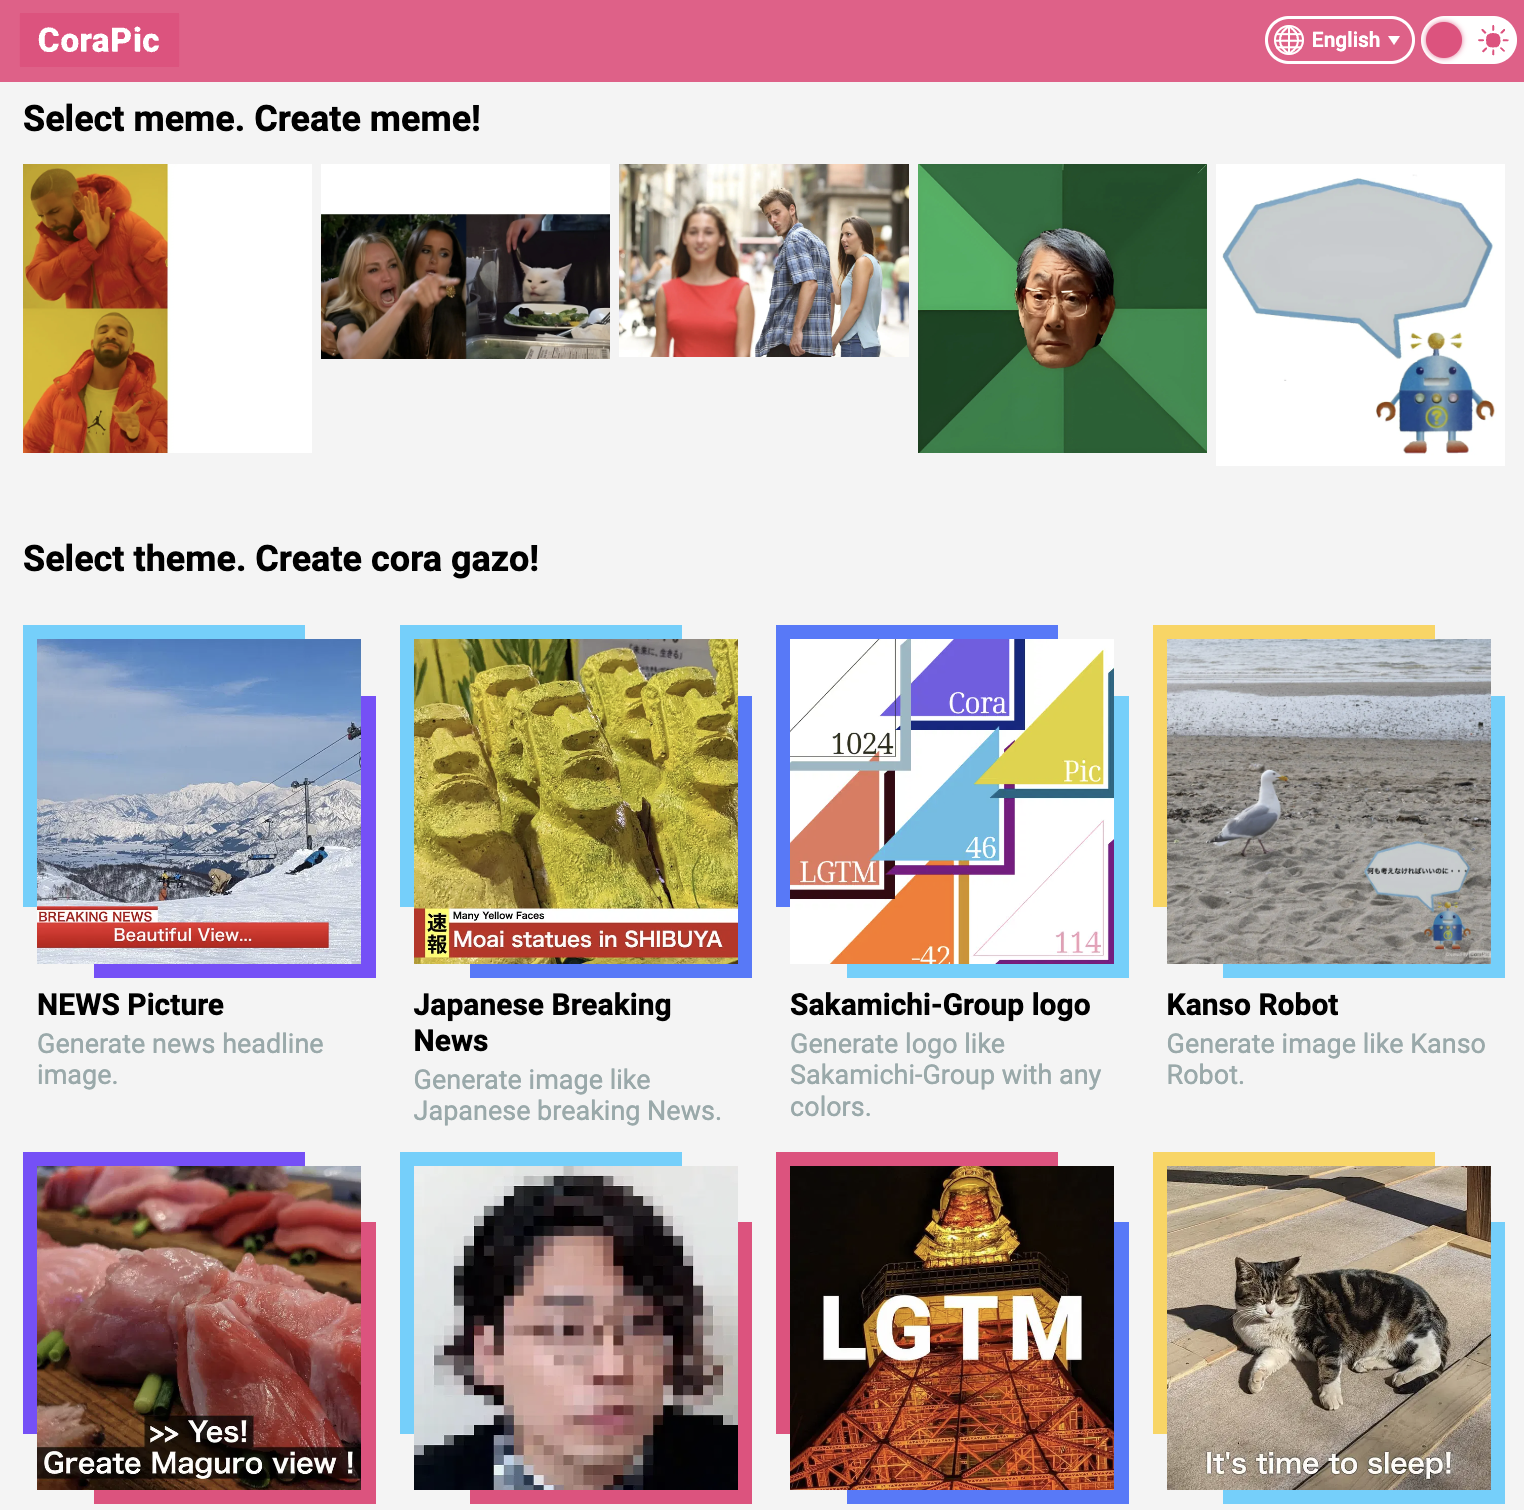 CoraPic
English
Select meme. Create meme!
?
Select theme. Create cora gazo!
BREAKING NEWS
Beautiful View...
速報
Many Yellow Faces
Moai statues in SHIBUYA
1024
Cora
Pic
LGTM
46
-42
114
何も考えなければいいのに・・
NEWS Picture
Generate news headline
image.
Japanese Breaking
News
Generate image like
Japanese breaking News.
Sakamichi-Group logo
Generate logo like
Sakamichi-Group with any
colors.
Kanso Robot
Generate image like Kanso
Robot.
>> Yes!
Greate Maguro view !
LGTM
It's time to sleep!